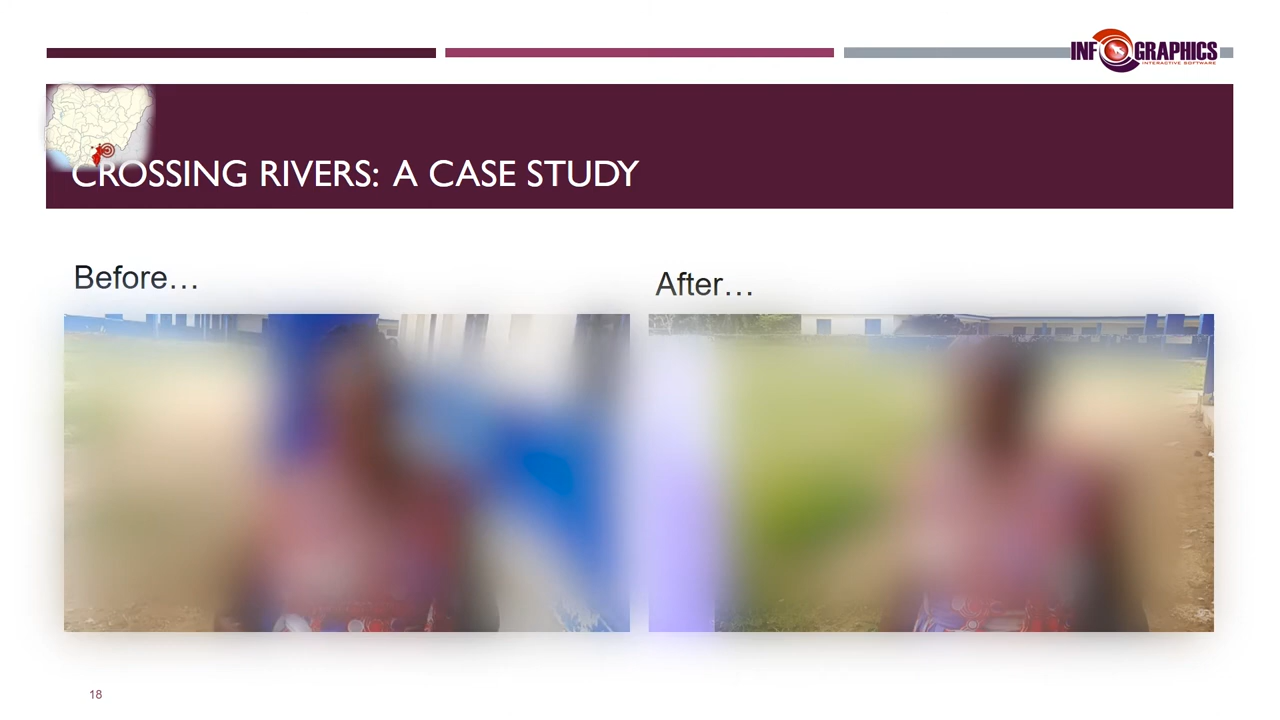 INFOGRAPHICS
INTERACTIVE SOFTWARE
CROSSING RIVERS: A CASE STUDY
Before…
After…
18